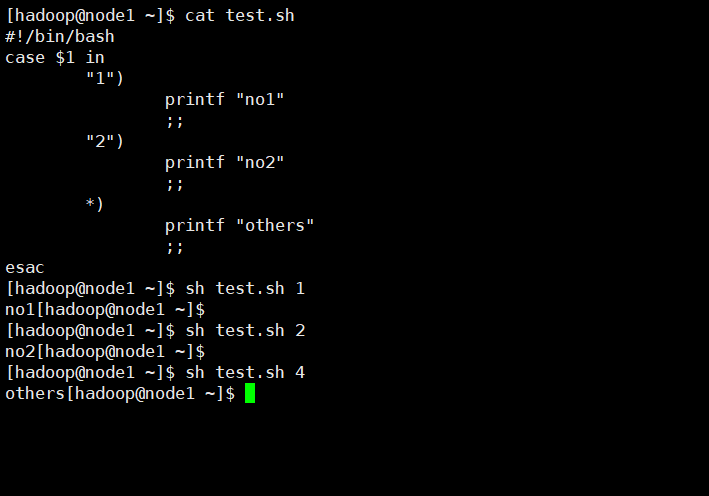 [hadoop@node1 ~]$ cat test.sh
#!/bin/bash
case $1 in
        "1")
                printf "no1"
                ;;
        "2")
                printf "no2"
                ;;
        *)
                printf "others"
                ;;
esac
[hadoop@node1 ~]$ sh test.sh 1
no1[hadoop@node1 ~]$
[hadoop@node1 ~]$ sh test.sh 2
no2[hadoop@node1 ~]$
[hadoop@node1 ~]$ sh test.sh 4
others[hadoop@node1 ~]$